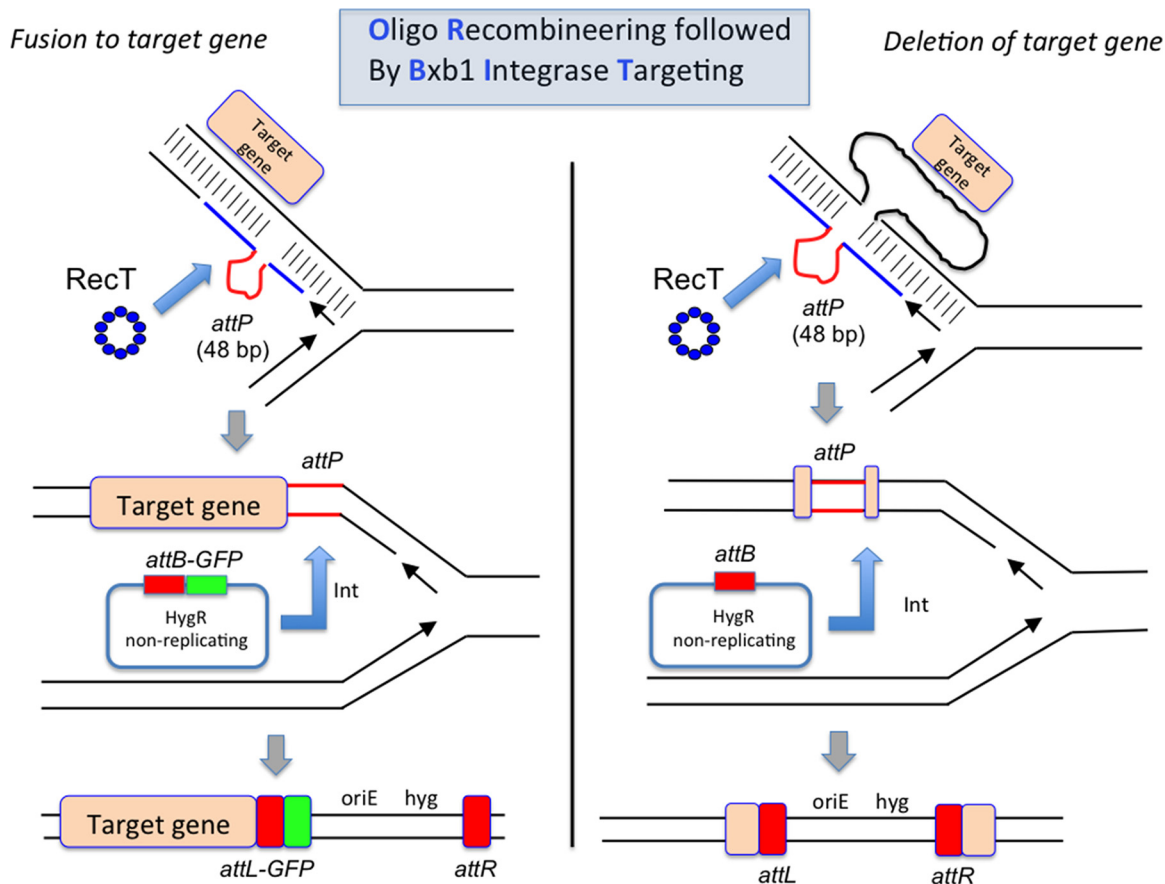 Fusion to target gene
Oligo Recombineering followed
By Bxb1 Integrase Targeting
Deletion of target gene
Target
gene
RecT
attP
(48 bp)
attP
Target gene
attB-GFP
HygR
non-replicating
Int
Target gene
oriE hyg
attL-GFP
attR
Target
gene
RecT
attP
(48 bp)
attP
attB
HygR
non-replicating
Int
oriE hyg
attL
attR